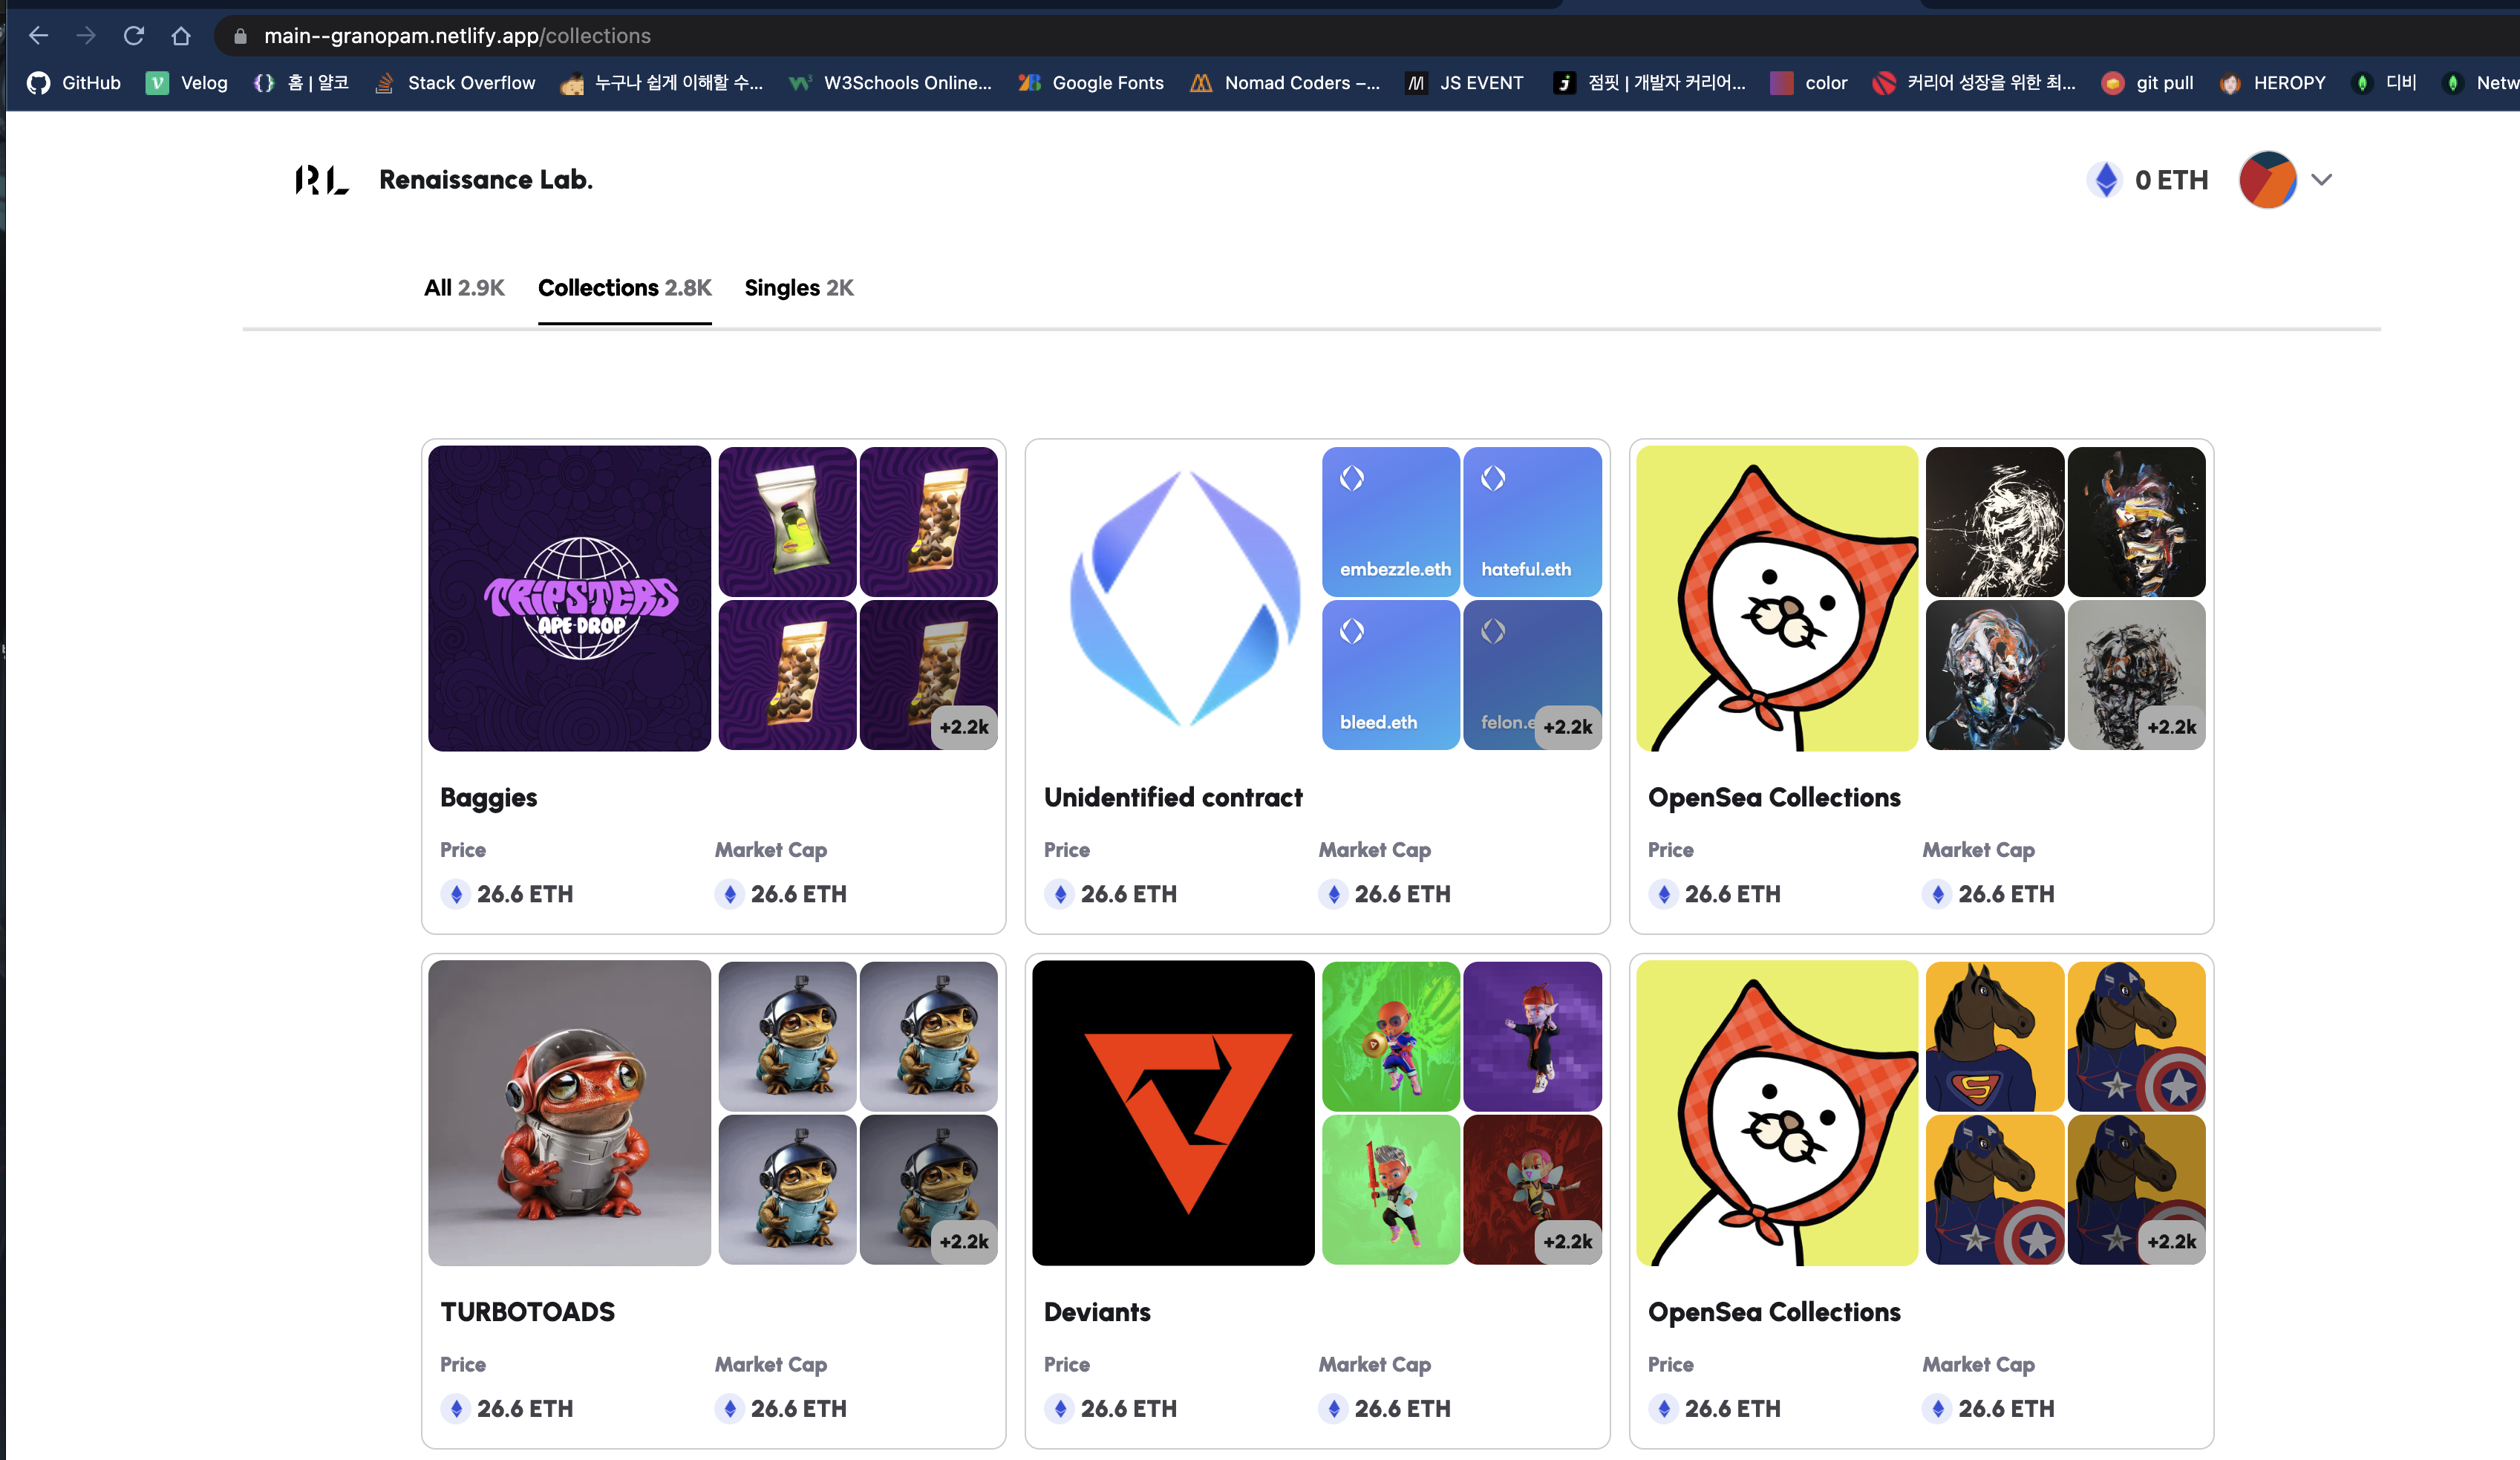 main--granopam.netlify.app/collections
GitHub Velog 홈 | 얄코 Stack Overflow 누구나 쉽게 이해할 수... W3Schools Online... Google Fonts Nomad Coders –... JS EVENT 점핏 | 개발자 커리어... color 커리어 성장을 위한 최... git pull HEROPY 디비 Netw
RL Renaissance Lab. 0 ETH
All 2.9K Collections 2.8K Singles 2K
TRiPSTERS
APE DROP
+2.2k
embezzle.eth hateful.eth
bleed.eth felon.e +2.2k
+2.2k
Baggies Unidentified contract OpenSea Collections
Price Market Cap Price Market Cap Price Market Cap
26.6 ETH 26.6 ETH 26.6 ETH 26.6 ETH 26.6 ETH 26.6 ETH
S
+2.2k +2.2k +2.2k
TURBOTOADS Deviants OpenSea Collections
Price Market Cap Price Market Cap Price Market Cap
26.6 ETH 26.6 ETH 26.6 ETH 26.6 ETH 26.6 ETH 26.6 ETH